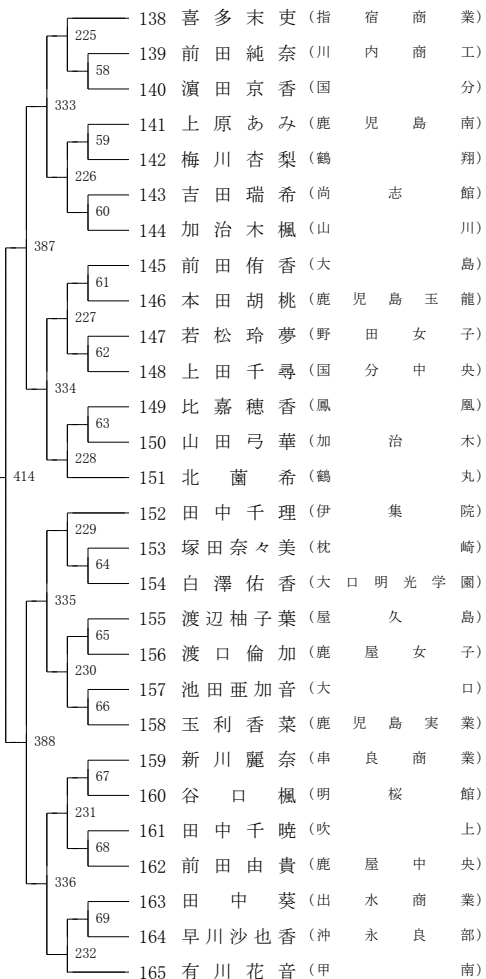 138 喜多末吏（指宿商業）
225
139 前田純奈（川内商工）
58
140 濵田京香（国分）
333
141 上原あみ（鹿児島南）
59
142 梅川杏梨（鶴翔）
226
143 吉田瑞希（尚志館）
60
144 加治木楓（山川）
387
145 前田侑香（大島）
61
146 本田胡桃（鹿児島玉龍）
227
147 若松玲夢（野田女子）
62
148 上田千尋（国分中央）
334
149 比嘉穂香（鳳凰）
63
150 山田弓華（加治木）
228
151 北薗希（鶴丸）
414
152 田中千理（伊集院）
229
153 塚田奈々美（枕崎）
64
154 白澤佑香（大口明光学園）
335
155 渡辺柚子葉（屋久島）
65
156 渡口倫加（鹿屋女子）
230
157 池田亜加音（大口）
66
158 玉利香菜（鹿児島実業）
388
159 新川麗奈（串良商業）
67
160 谷口楓（明桜館）
231
161 田中千暁（吹上）
68
162 前田由貴（鹿屋中央）
336
163 田中葵（出水商業）
69
164 早川沙也香（沖永良部）
232
165 有川花音（甲南）